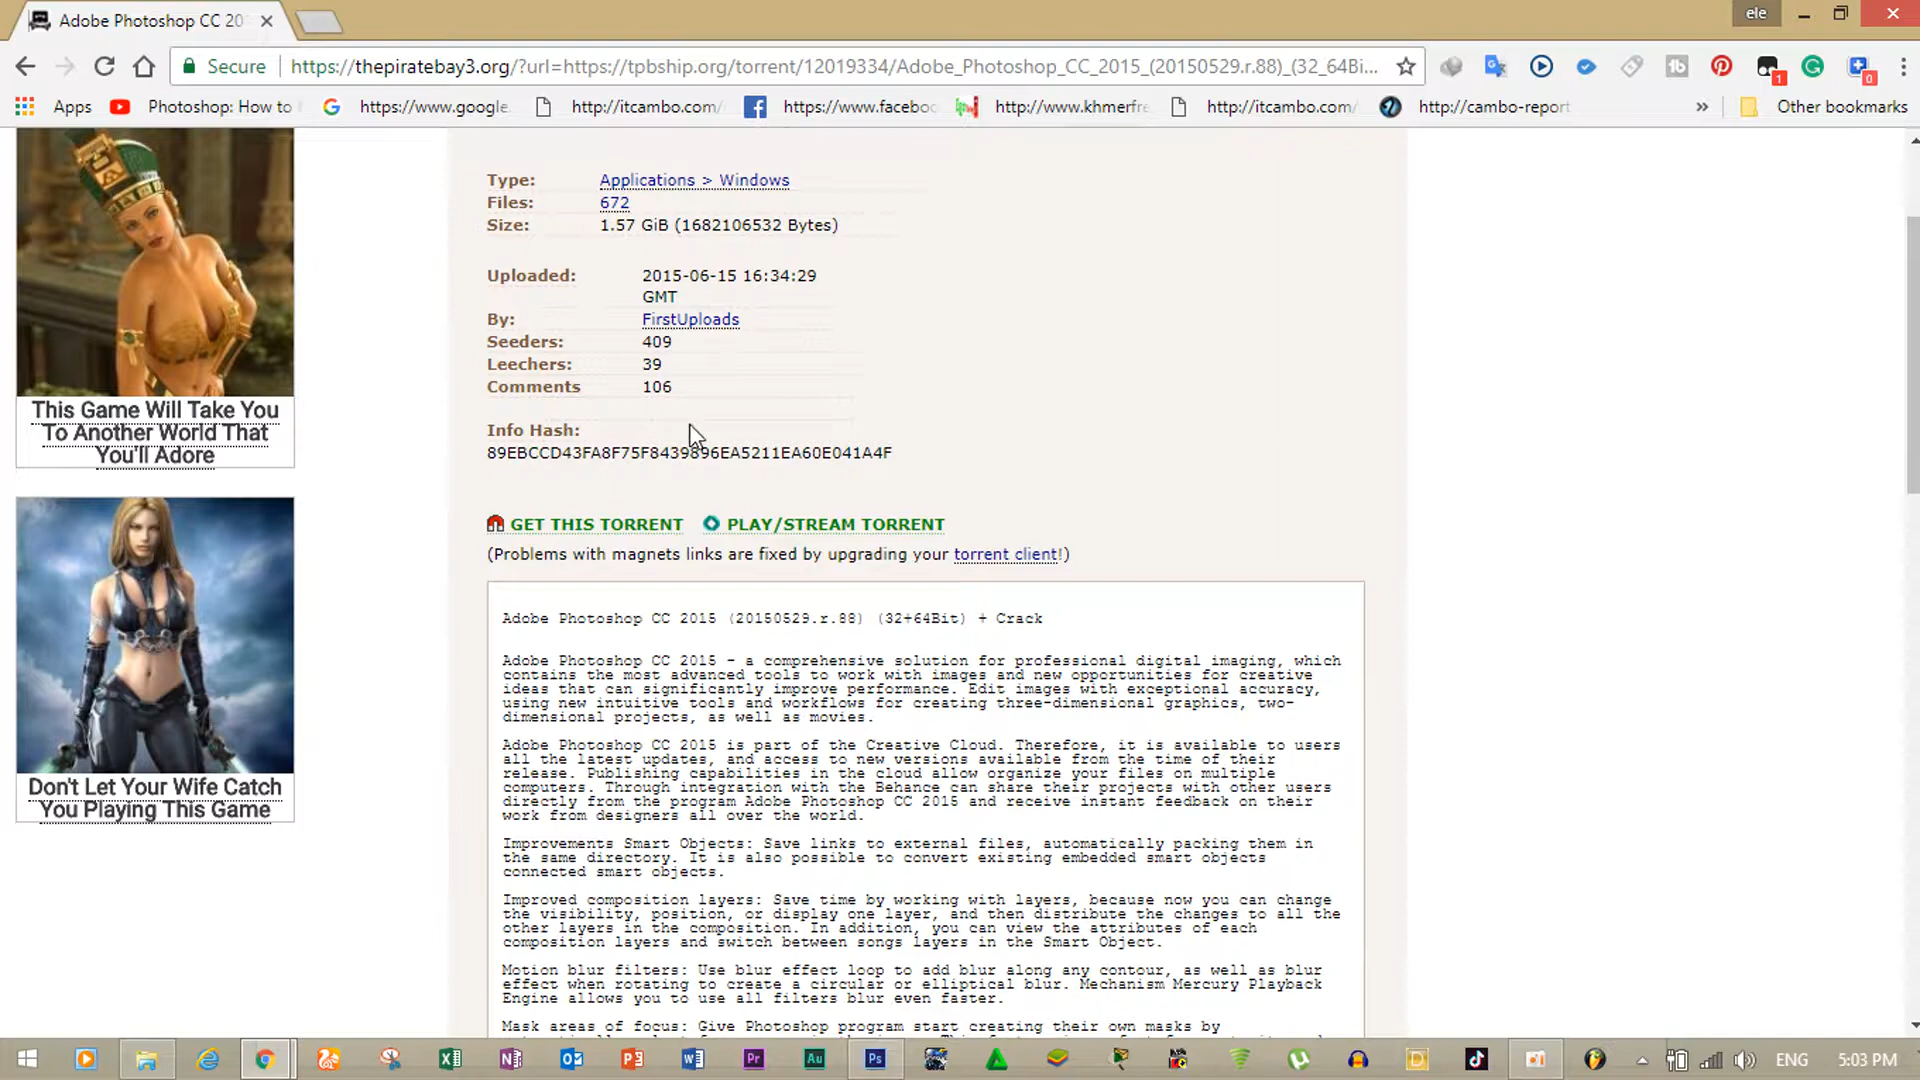 Adobe Photoshop CC 20
ele
Secure https://thepiratebay3.org/?url=https://tpbship.org/torrent/12019334/Adobe_Photoshop_CC_2015_(20150529.r.88)_(32_64Bi...
1
0
Apps Photoshop: How to https://www.google. http://itcambo.com/ https://www.faceboo http://www.khmerfre http://itcambo.com/ http://cambo-report » Other bookmarks
Type: Applications > Windows
Files: 672
Size: 1.57 GiB (1682106532 Bytes)
Uploaded: 2015-06-15 16:34:29
GMT
By: FirstUploads
Seeders: 409
Leechers: 39
Comments 106
Info Hash:
89EBCCD43FA8F75F8439896EA5211EA60E041A4F
GET THIS TORRENT PLAY/STREAM TORRENT
(Problems with magnets links are fixed by upgrading your torrent client!)
This Game Will Take You
To Another World That
You'll Adore
Don't Let Your Wife Catch
You Playing This Game
Adobe Photoshop CC 2015 (20150529.r.88) (32+64Bit) + Crack
Adobe Photoshop CC 2015 - a comprehensive solution for professional digital imaging, which
contains the most advanced tools to work with images and new opportunities for creative
ideas that can significantly improve performance. Edit images with exceptional accuracy,
using new intuitive tools and workflows for creating three-dimensional graphics, two-
dimensional projects, as well as movies.
Adobe Photoshop CC 2015 is part of the Creative Cloud. Therefore, it is available to users
all the latest updates, and access to new versions available from the time of their
release. Publishing capabilities in the cloud allow organize your files on multiple
computers. Through integration with the Behance can share their projects with other users
directly from the program Adobe Photoshop CC 2015 and receive instant feedback on their
work from designers all over the world.
Improvements Smart Objects: Save links to external files, automatically packing them in
the same directory. It is also possible to convert existing embedded smart objects
connected smart objects.
Improved composition layers: Save time by working with layers, because now you can change
the visibility, position, or display one layer, and then distribute the changes to all the
other layers in the composition. In addition, you can view the attributes of each
composition layers and switch between songs layers in the Smart Object.
Motion blur filters: Use blur effect loop to add blur along any contour, as well as blur
effect when rotating to create a circular or elliptical blur. Mechanism Mercury Playback
Engine allows you to use all filters blur even faster.
Mask areas of focus: Give Photoshop program start creating their own masks by
Pr Au Ps
ENG 5:03 PM